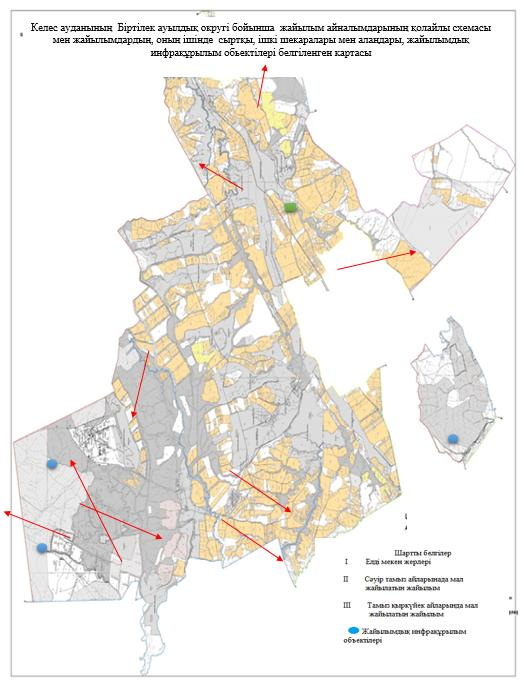 Келес ауданының Біртілек ауылдық округі бойынша жайылым айналымдарының қолайлы схемасы
мен жайылымдардың, оның ішінде сыртқы, ішкі шекаралары мен алаңдары, жайылымдық
инфрақұрылым обьектілері белгіленген картасы
Шартты белгілер
I Елді мекен жерлері
II Сәуір тамыз айларынада мал
жайылатын жайылым
III Тамыз қыркүйек айларында мал
жайылатын жайылым
Жайылымдық инфрақұрылым
объектілері